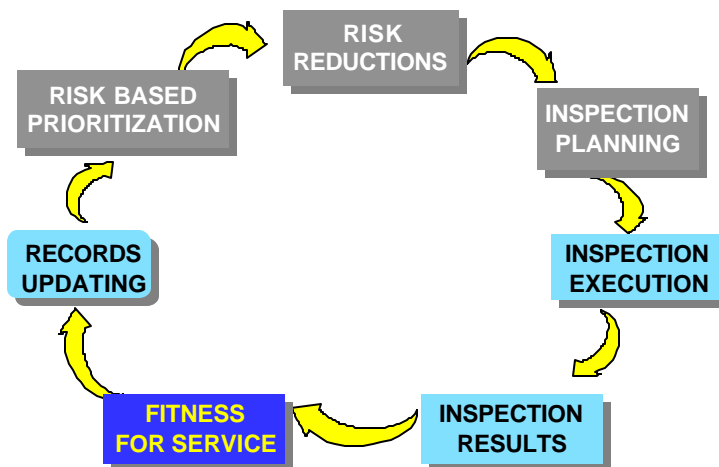 RISK
REDUCTIONS
RISK BASED
PRIORITIZATION
INSPECTION
PLANNING
RECORDS
UPDATING
INSPECTION
EXECUTION
FITNESS
FOR SERVICE
INSPECTION
RESULTS